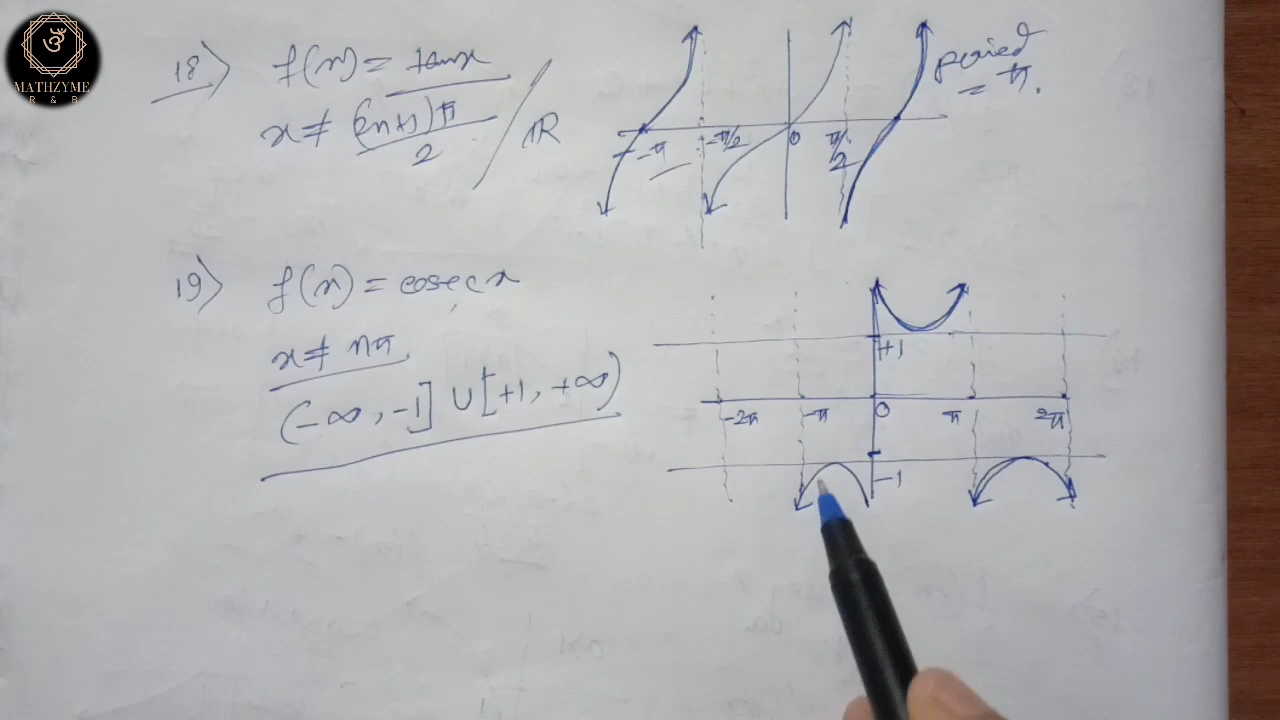 ॐ
MATHZYME
R & B
18) f(x) = tanx
x ≠ (2n+1)π/2 / ℝ
-π -π/2 0 π/2
period = π.
19) f(x) = cosec x
x ≠ nπ
(-∞, -1] ∪ [+1, +∞)
+1
-2π -π 0 π 2π
-1